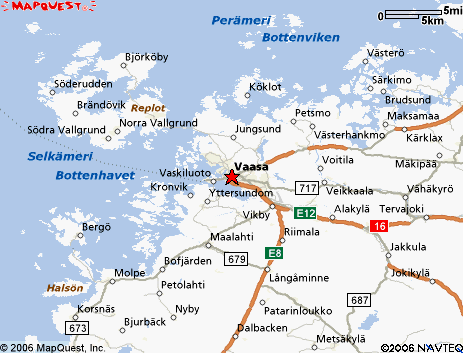 MAPQUEST
Perämeri
Bottenviken
0
5mi
5km
Västerö
Björköby
Söderudden
Köklot
Särkimo
Brudsund
Brändövik
Replot
Petsmo
Maksamaa
Norra Vallgrund
Södra Vallgrund
Jungsund
Västerhankmo
Kärklax
Selkämeri
Bottenhavet
Vaasa
Voitila
Mäkipää
Vaskiluoto
Kronvik
Yttersundom
717
Veikkaala
Vähäkyrö
Vikby
E12
Alakylä
Tervajoki
16
Bergö
Maalahti
Riimala
679
E8
Jakkula
Bofjärden
Molpe
Långåminne
Jokikylä
Halsön
Petölahti
687
Korsnäs
Nyby
Patarinloukko
673
Bjurbäck
Dalbacken
Metsäkylä
© 2006 MapQuest, Inc.
©2006 NAVTEQ